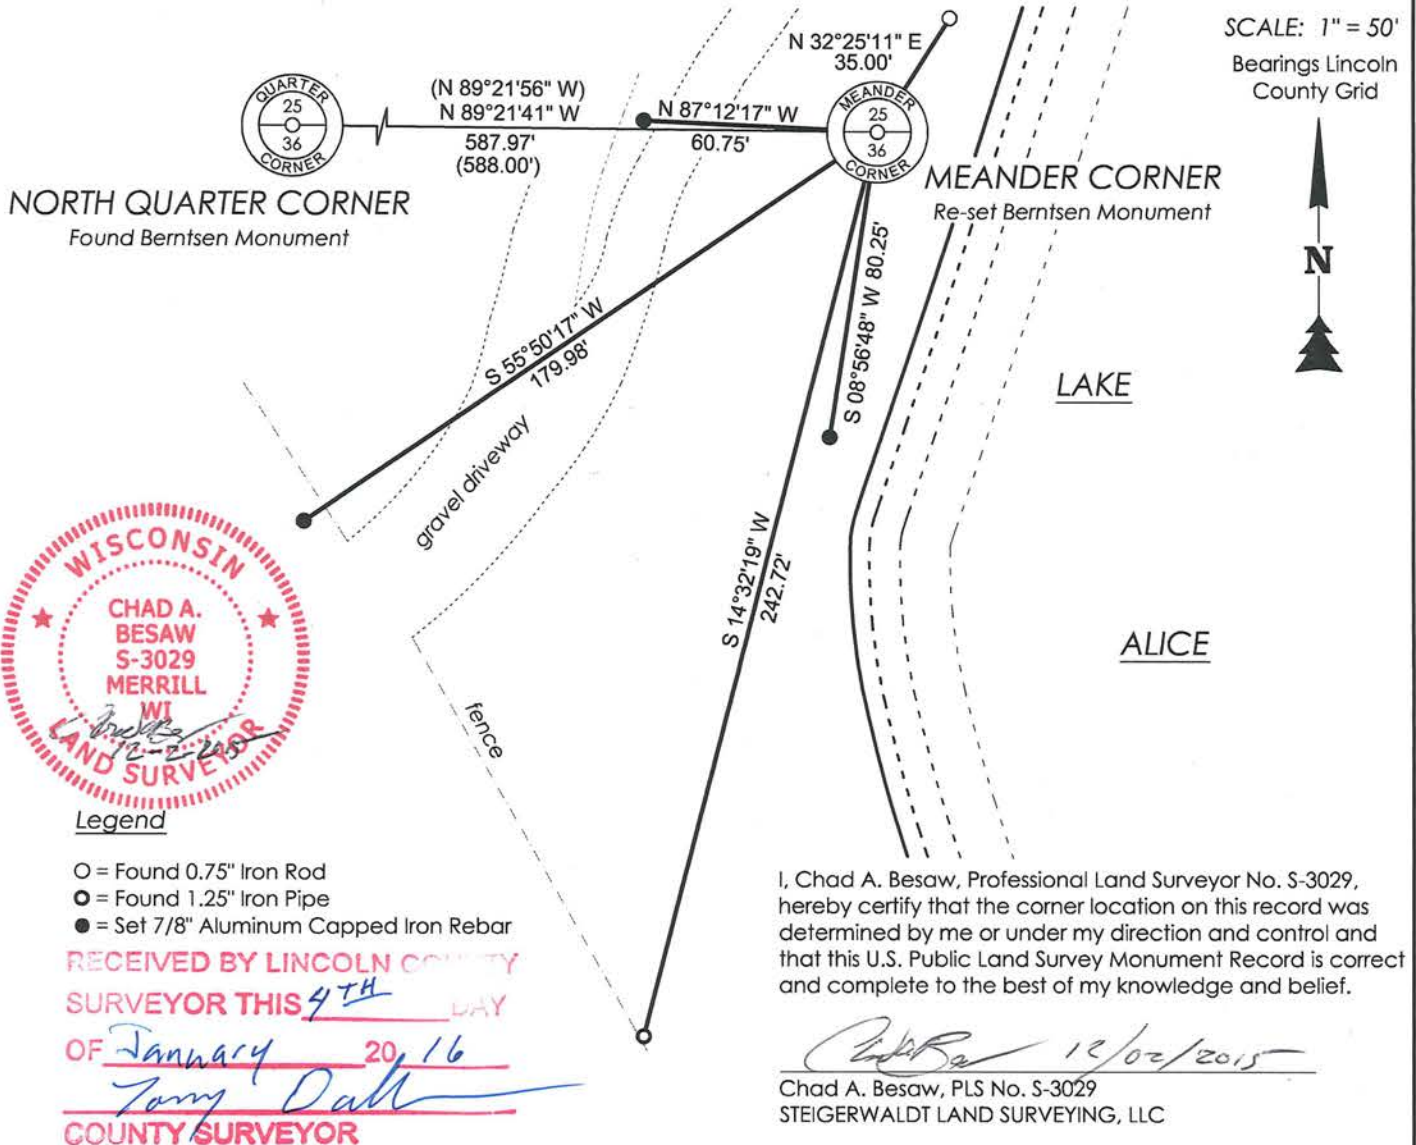 SCALE: 1" = 50'
Bearings Lincoln
County Grid
N
N 32°25'11" E
35.00'
(N 89°21'56" W)
N 89°21'41" W
587.97'
(588.00')
N 87°12'17" W
60.75'
QUARTER
25
36
CORNER
MEANDER
25
36
CORNER
NORTH QUARTER CORNER
Found Berntsen Monument
MEANDER CORNER
Re-set Berntsen Monument
S 55°50'17" W
179.98'
S 08°56'48" W 80.25'
S 14°32'19" W
242.72'
gravel driveway
fence
LAKE
ALICE
WISCONSIN
CHAD A.
BESAW
S-3029
MERRILL
WI
12-2-2015
LAND SURVEYOR
Legend
O = Found 0.75" Iron Rod
O = Found 1.25" Iron Pipe
● = Set 7/8" Aluminum Capped Iron Rebar
RECEIVED BY LINCOLN COUNTY
SURVEYOR THIS 4TH DAY
OF January 20, 16
Tony Dall
COUNTY SURVEYOR
I, Chad A. Besaw, Professional Land Surveyor No. S-3029,
hereby certify that the corner location on this record was
determined by me or under my direction and control and
that this U.S. Public Land Survey Monument Record is correct
and complete to the best of my knowledge and belief.
12/02/2015
Chad A. Besaw, PLS No. S-3029
STEIGERWALDT LAND SURVEYING, LLC